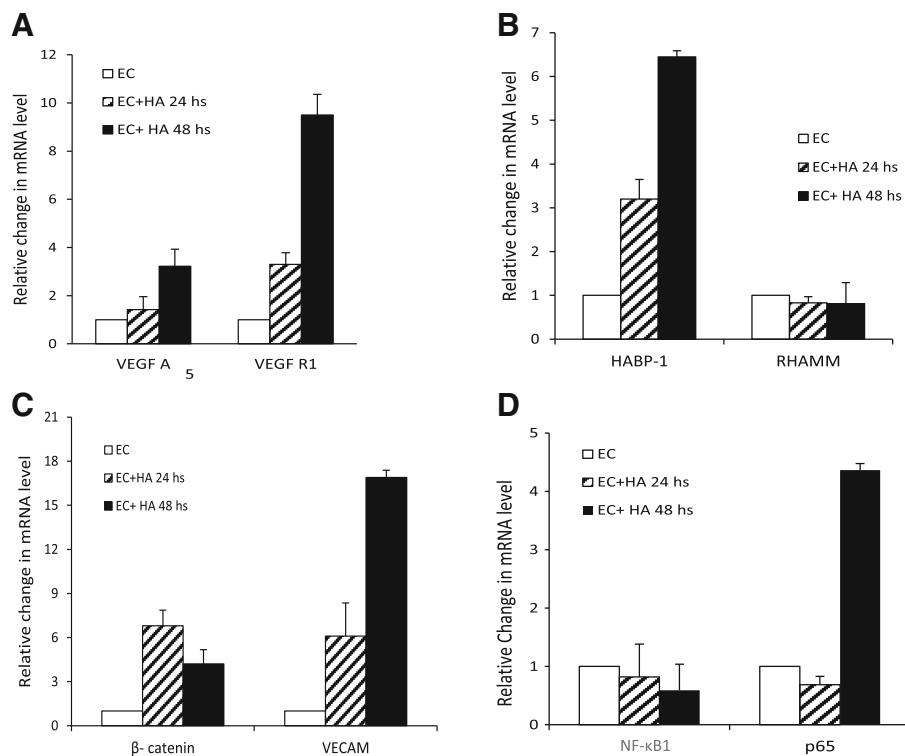 A
Relative change in mRNA level
12
10
8
6
4
2
0
EC
EC+HA 24 hs
EC+ HA 48 hs
VEGF A
VEGF R1
5
B
Relative change in mRNA level
7
6
5
4
3
2
1
0
EC
EC+HA 24 hs
EC+ HA 48 hs
HABP-1
RHAMM
C
Relative change in mRNA level
21
18
15
12
9
6
3
0
EC
EC+HA 24 hs
EC+ HA 48 hs
β- catenin
VECAM
D
Relative Change in mRNA level
5
4
3
2
1
0
EC
EC+HA 24 hs
EC+ HA 48 hs
NF-κB1
p65